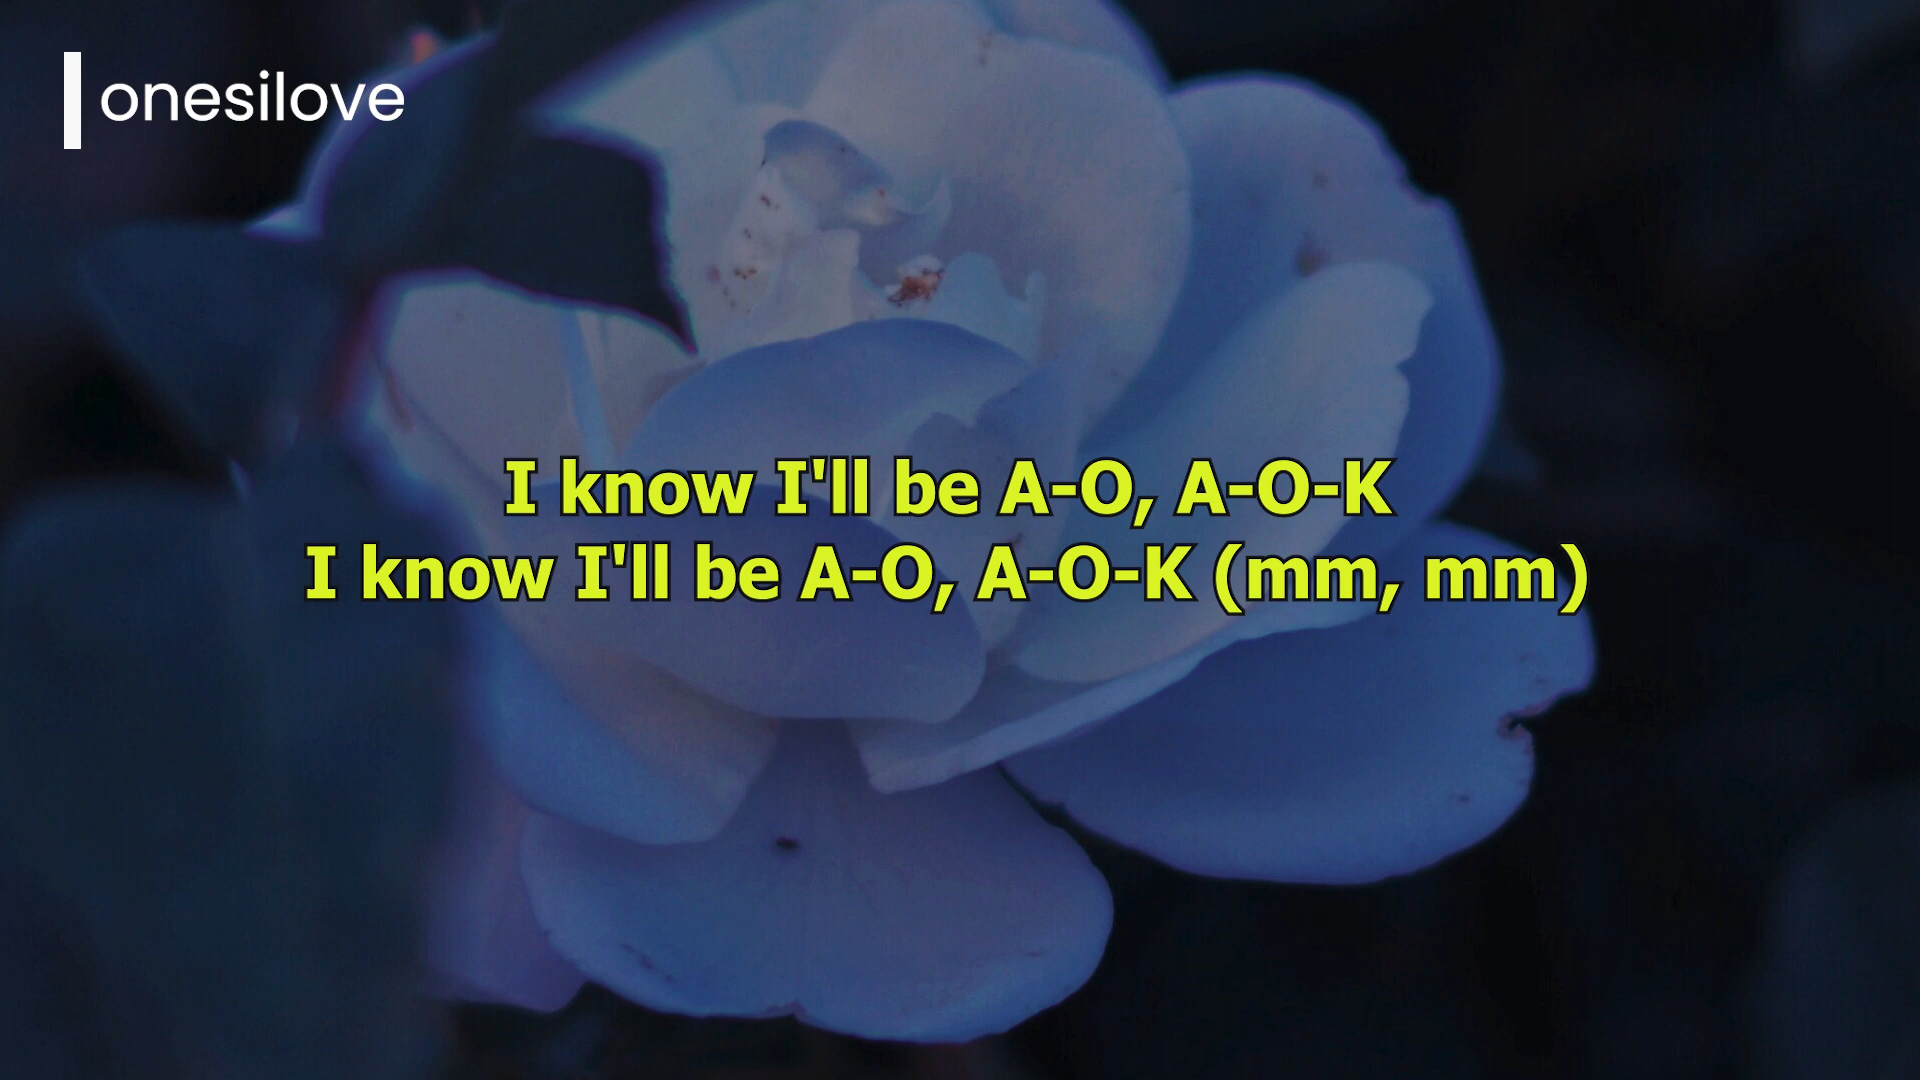 onesilove
I know I'll be A-O, A-O-K
I know I'll be A-O, A-O-K (mm, mm)